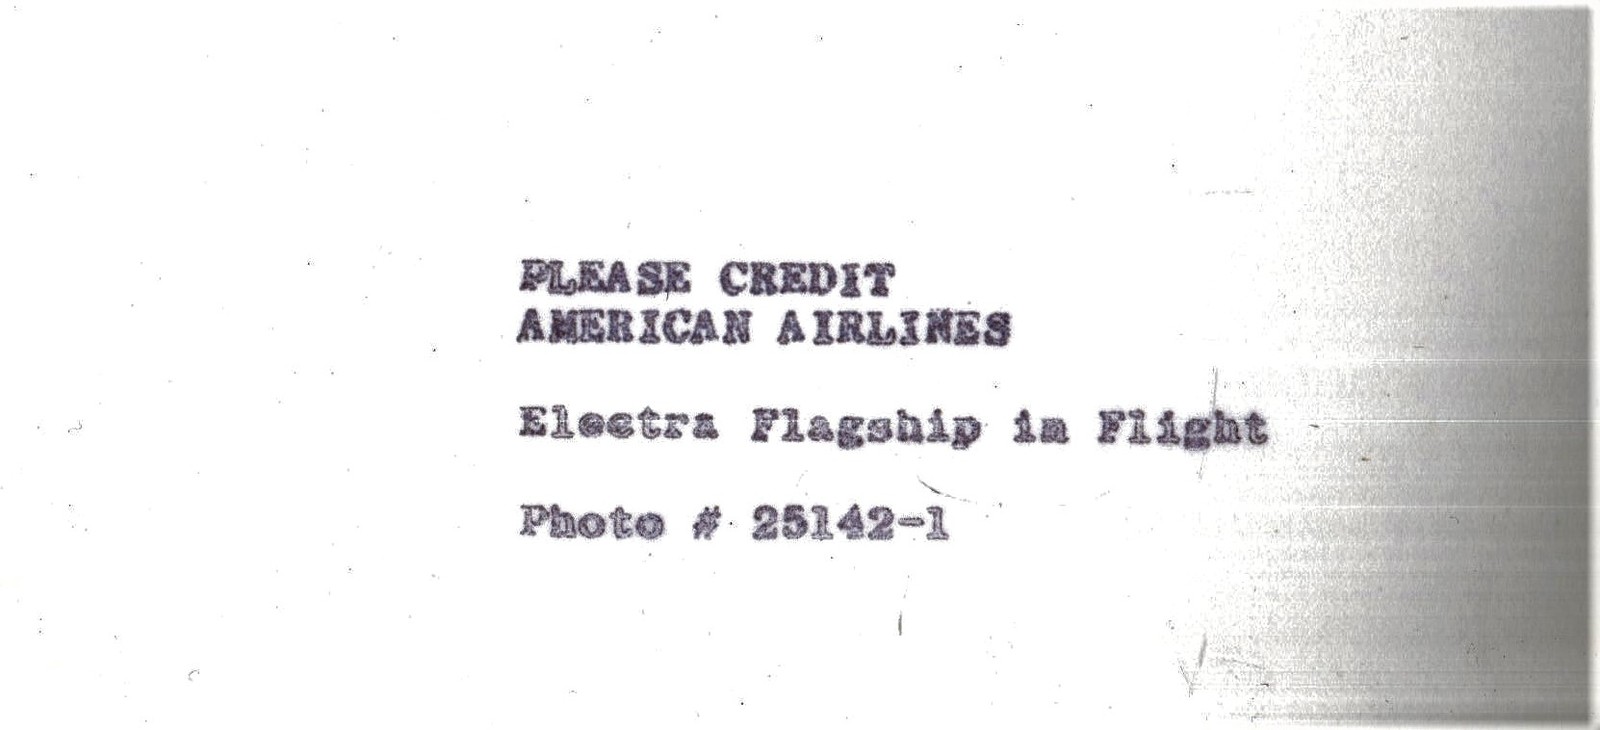 PLEASE CREDIT
AMERICAN AIRLINES
Electra Flagship in Flight
Photo # 25142-1